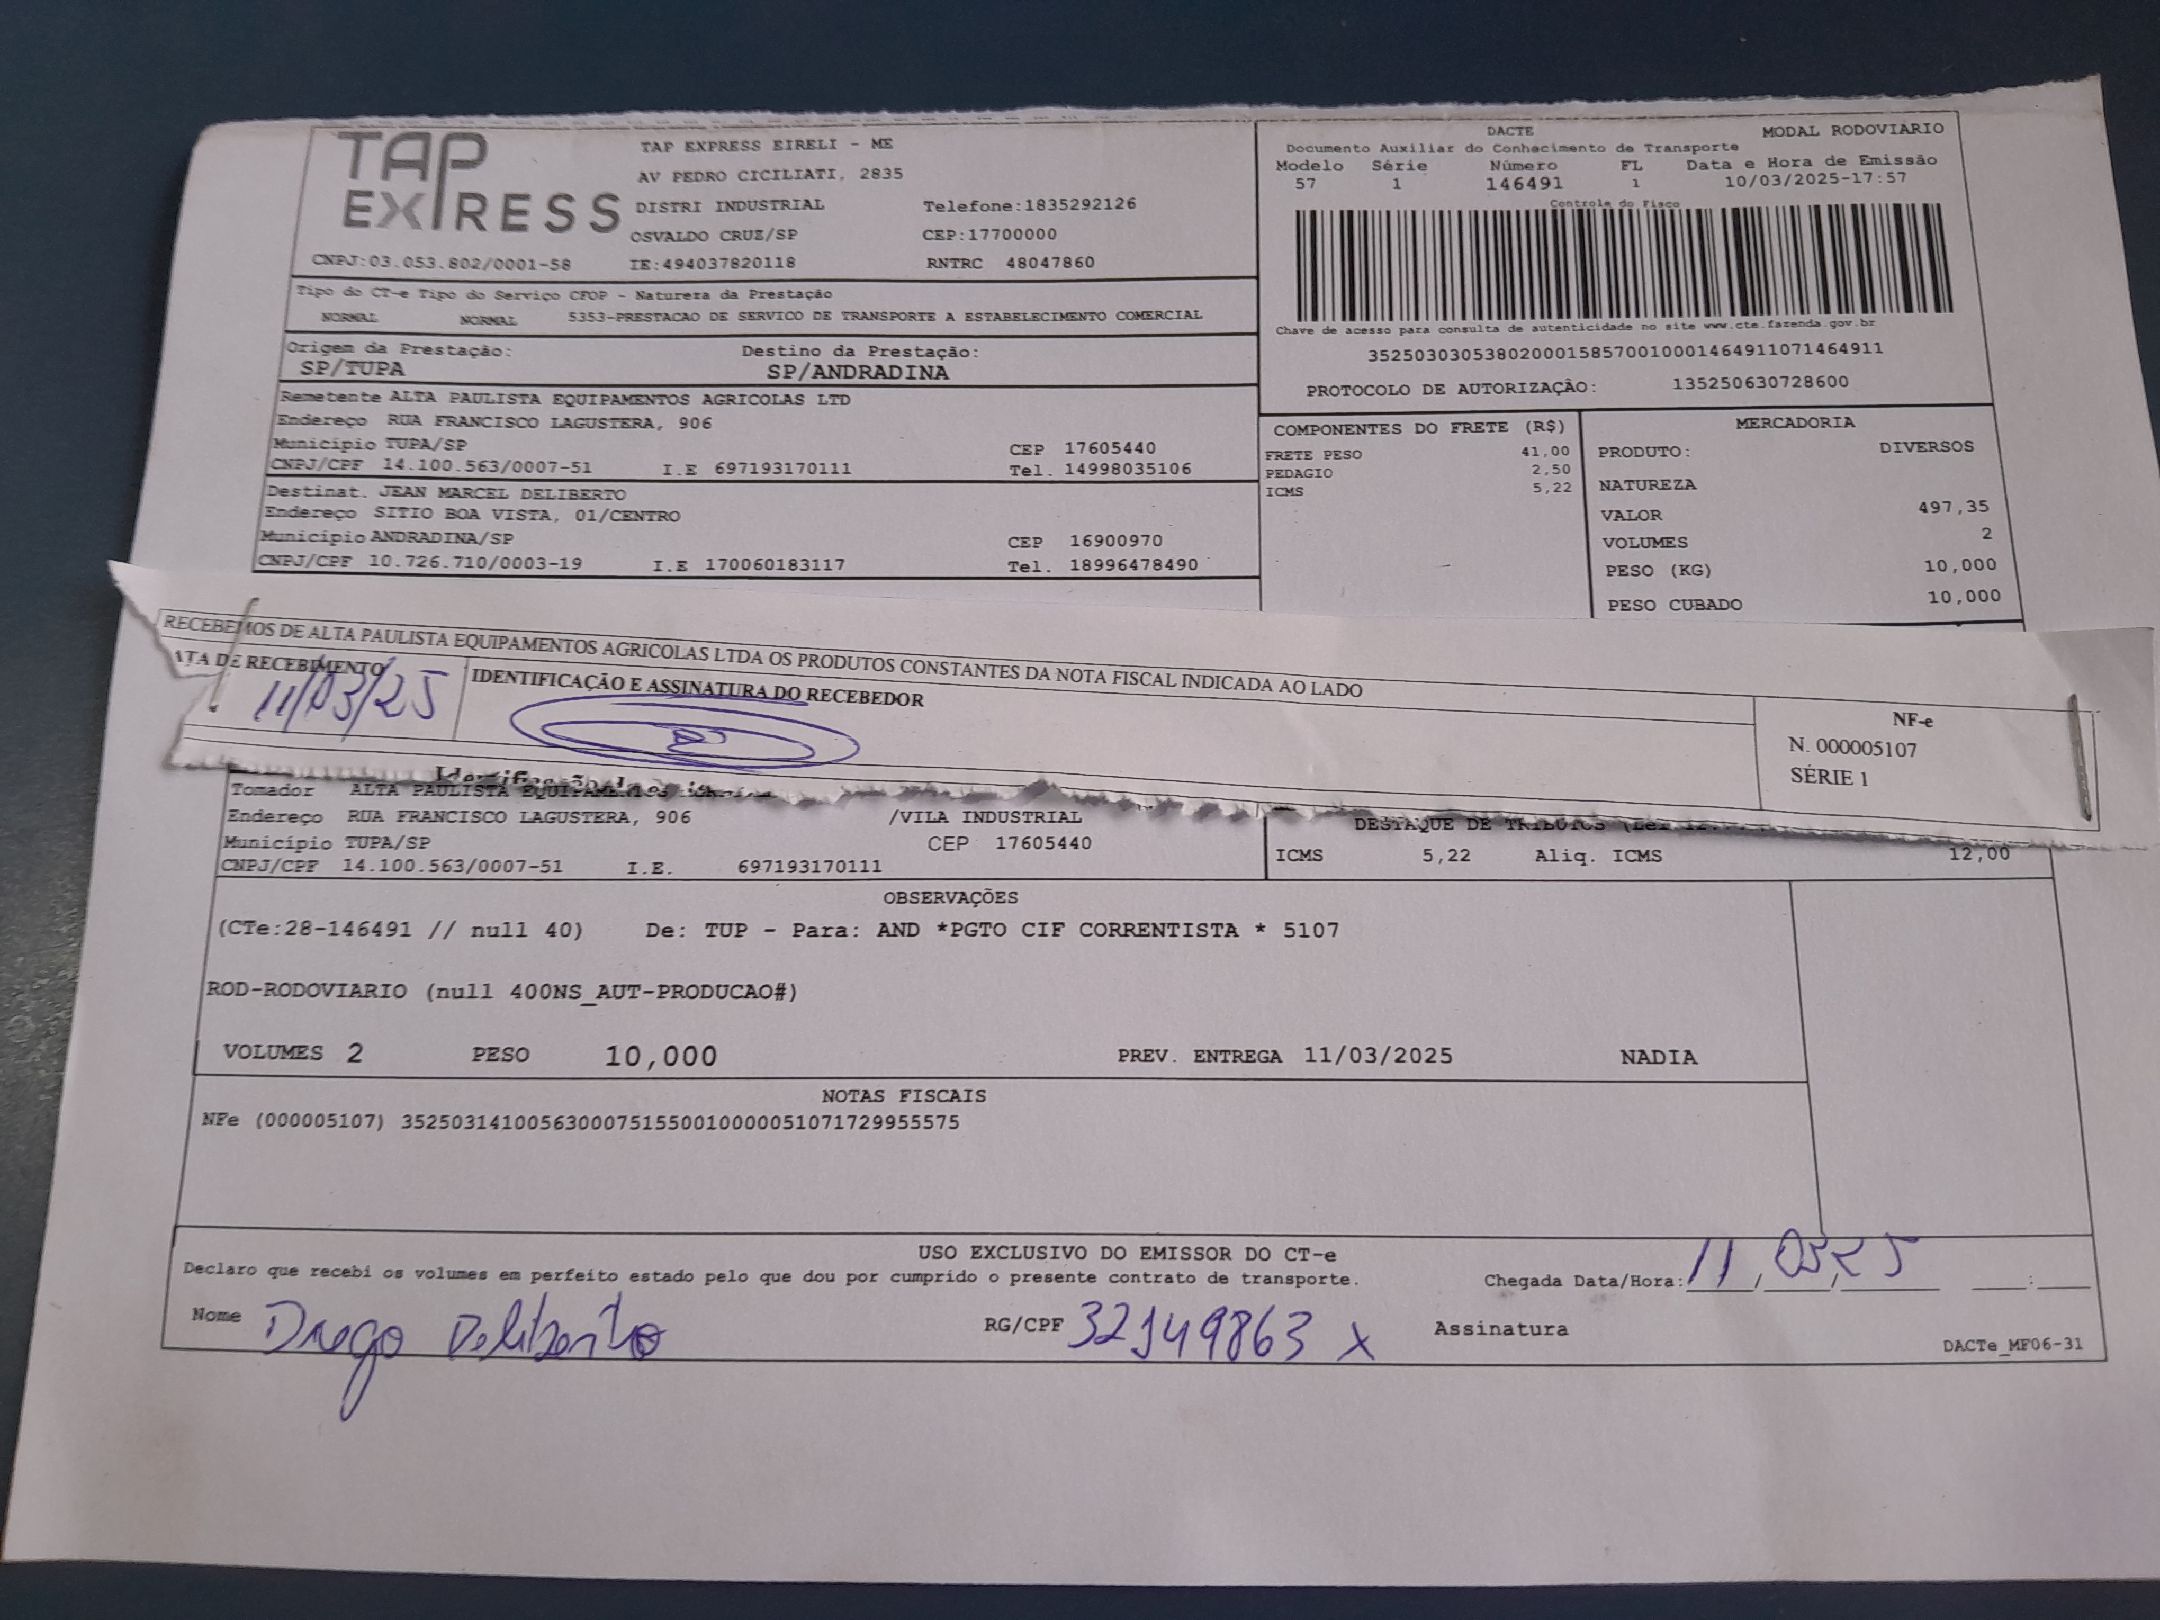 TAP EXPRESS
TAP EXPRESS EIRELI - ME
AV PEDRO CICILIATI, 2835
DISTRI INDUSTRIAL Telefone:1835292126
OSVALDO CRUZ/SP CEP:17700000
CNPJ:03.053.802/0001-58 IE:494037820118 RNTRC 48047860
DACTE MODAL RODOVIARIO
Documento Auxiliar do Conhecimento de Transporte
Modelo Série Número FL Data e Hora de Emissão
57 1 146491 1 10/03/2025-17:57
Controle do Fisco
Chave de acesso para consulta de autenticidade no site www.cte.fazenda.gov.br
35250303053802000158570010001464911071464911
PROTOCOLO DE AUTORIZAÇÃO: 135250630728600
Tipo do CT-e Tipo do Serviço CFOP - Naturera da Prestação
NORMAL NORMAL 5353-PRESTACAO DE SERVICO DE TRANSPORTE A ESTABELECIMENTO COMERCIAL
Origem da Prestação: Destino da Prestação:
SP/TUPA SP/ANDRADINA
Remetente ALTA PAULISTA EQUIPAMENTOS AGRICOLAS LTD
Endereço RUA FRANCISCO LAGUSTERA, 906
Município TUPA/SP CEP 17605440
CNPJ/CPF 14.100.563/0007-51 I.E 697193170111 Tel. 14998035106
Destinat. JEAN MARCEL DELIBERTO
Endereço SITIO BOA VISTA, 01/CENTRO
Município ANDRADINA/SP CEP 16900970
CNPJ/CPF 10.726.710/0003-19 I.E 170060183117 Tel. 18996478490
COMPONENTES DO FRETE (R$)
FRETE PESO 41,00
PEDAGIO 2,50
ICMS 5,22
MERCADORIA
PRODUTO: DIVERSOS
NATUREZA
VALOR 497,35
VOLUMES 2
PESO (KG) 10,000
PESO CUBADO 10,000
RECEBEMOS DE ALTA PAULISTA EQUIPAMENTOS AGRICOLAS LTDA OS PRODUTOS CONSTANTES DA NOTA FISCAL INDICADA AO LADO
ATA DE RECEBIMENTO IDENTIFICAÇÃO E ASSINATURA DO RECEBEDOR
11/03/25
NF-e
N. 000005107
SÉRIE 1
Tomador ALTA PAULISTA
Endereço RUA FRANCISCO LAGUSTERA, 906 /VILA INDUSTRIAL
Município TUPA/SP CEP 17605440
CNPJ/CPF 14.100.563/0007-51 I.E. 697193170111
DESTAQUE DE TRIBUTOS
ICMS 5,22 Aliq. ICMS 12,00
OBSERVAÇÕES
(CTe:28-146491 // null 40) De: TUP - Para: AND *PGTO CIF CORRENTISTA * 5107
ROD-RODOVIARIO (null 400NS_AUT-PRODUCAO#)
VOLUMES 2 PESO 10,000 PREV. ENTREGA 11/03/2025 NADIA
NOTAS FISCAIS
NFe (000005107) 35250314100563000751550010000051071729955575
USO EXCLUSIVO DO EMISSOR DO CT-e
Declaro que recebi os volumes em perfeito estado pelo que dou por cumprido o presente contrato de transporte. Chegada Data/Hora: 11/03/25
Nome Diego Deliberto RG/CPF 32149863 x Assinatura
DACTe_MF06-31